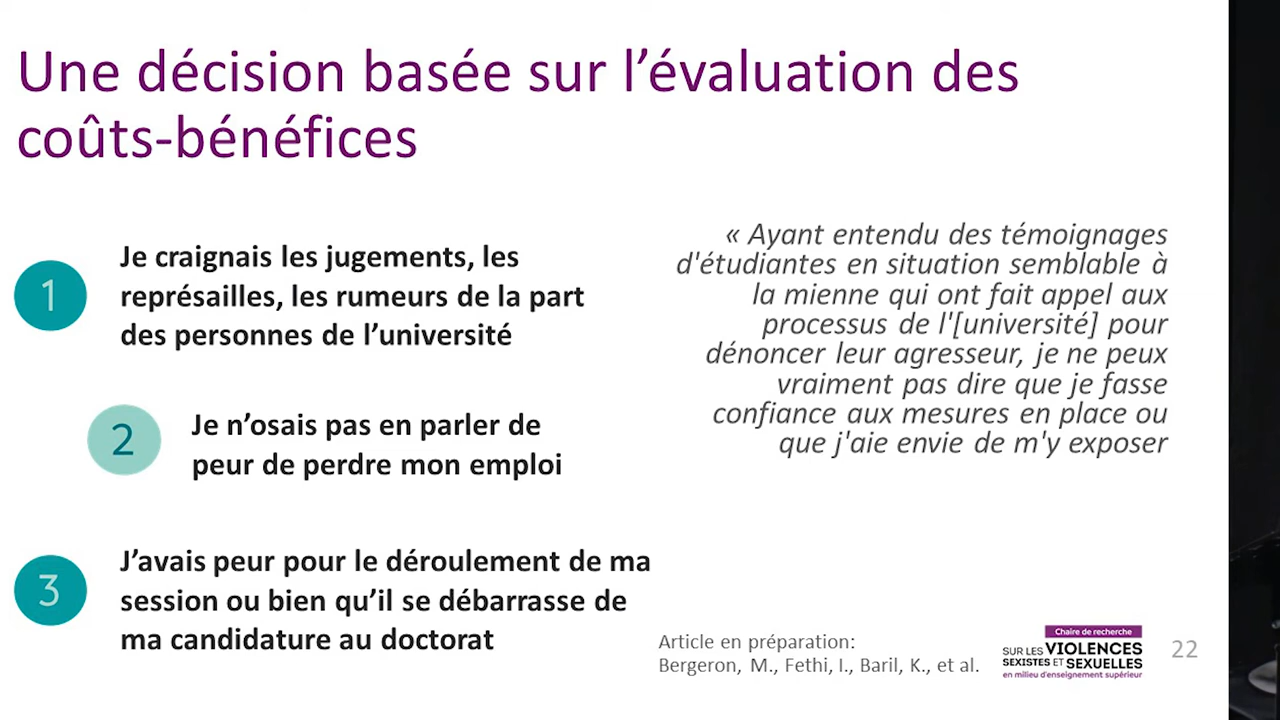 Une décision basée sur l’évaluation des
coûts-bénéfices
1
Je craignais les jugements, les
représailles, les rumeurs de la part
des personnes de l’université
2
Je n’osais pas en parler de
peur de perdre mon emploi
3
J’avais peur pour le déroulement de ma
session ou bien qu’il se débarrasse de
ma candidature au doctorat
« Ayant entendu des témoignages
d'étudiantes en situation semblable à
la mienne qui ont fait appel aux
processus de l'[université] pour
dénoncer leur agresseur, je ne peux
vraiment pas dire que je fasse
confiance aux mesures en place ou
que j'aie envie de m'y exposer
Article en préparation:
Bergeron, M., Fethi, I., Baril, K., et al.
Chaire de recherche
SUR LES VIOLENCES
SEXISTES ET SEXUELLES
en milieu d'enseignement supérieur
22